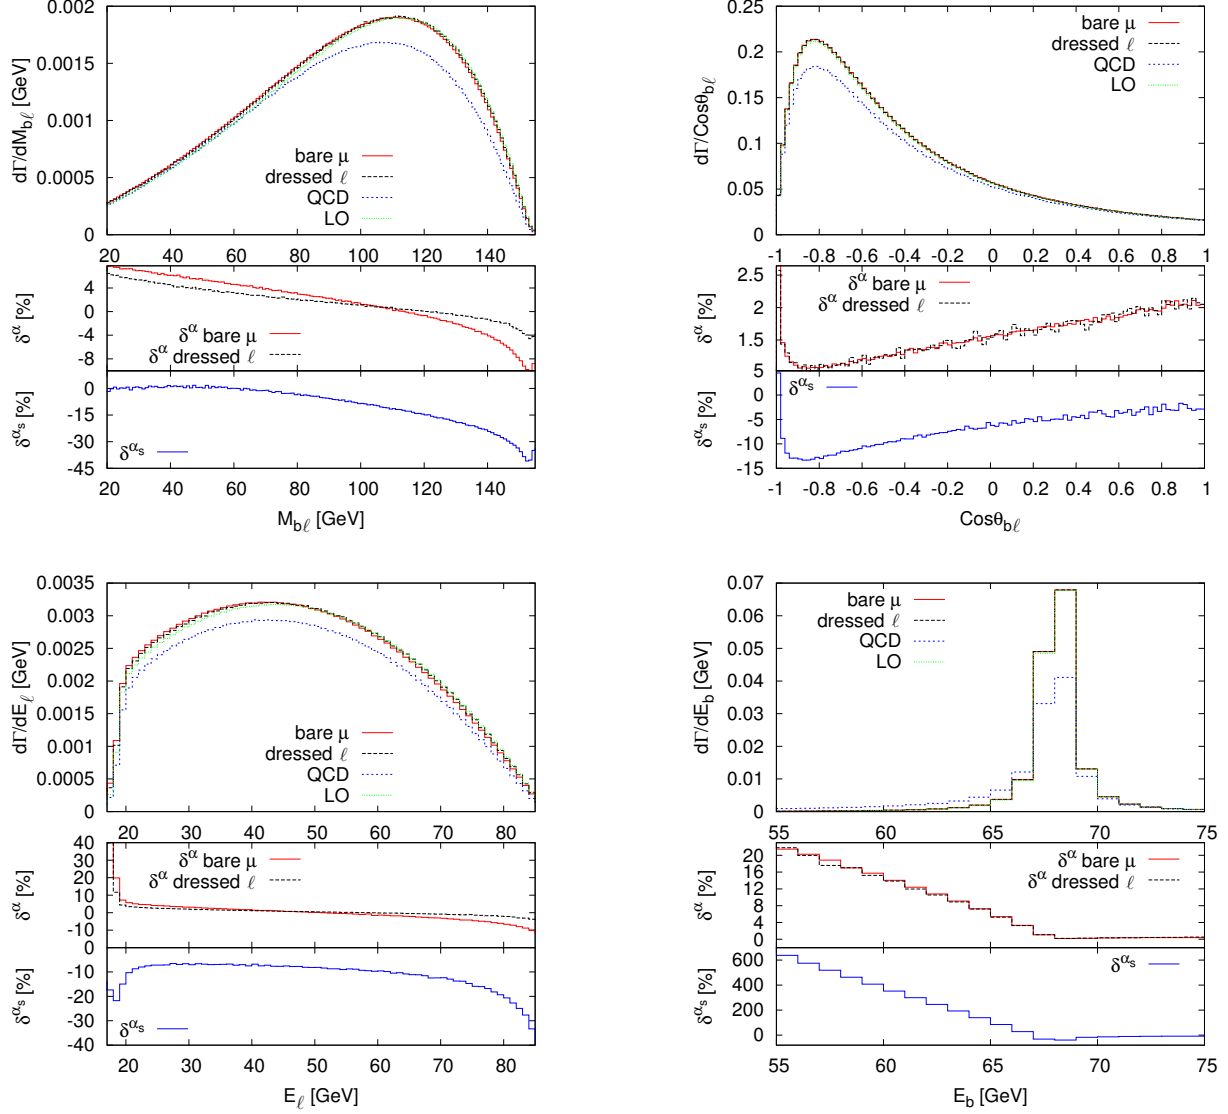 0.002
0.0015
0.001
0.0005
0
dΓ/dM_bℓ [GeV]
bare μ
dressed ℓ
QCD
LO
20 40 60 80 100 120 140
4
0
-4
-8
δ^α [%]
δ^α bare μ
δ^α dressed ℓ
0
-15
-30
-45
δ^αs [%]
δ^αs
20 40 60 80 100 120 140
M_bℓ [GeV]
0.25
0.20
0.15
0.10
0.05
0
dΓ/Cosθ_bℓ
bare μ
dressed ℓ
QCD
LO
-1 -0.8 -0.6 -0.4 -0.2 0 0.2 0.4 0.6 0.8 1
2.5
2
1.5
δ^α [%]
δ^α bare μ
δ^α dressed ℓ
5
0
-5
-10
-15
δ^αs [%]
δ^αs
-1 -0.8 -0.6 -0.4 -0.2 0 0.2 0.4 0.6 0.8 1
Cosθ_bℓ
0.0035
0.003
0.0025
0.002
0.0015
0.001
0.0005
0
dΓ/dE_ℓ [GeV]
bare μ
dressed ℓ
QCD
LO
20 30 40 50 60 70 80
40
30
20
10
0
-10
δ^α [%]
δ^α bare μ
δ^α dressed ℓ
0
-10
-20
-30
-40
δ^αs [%]
δ^αs
20 30 40 50 60 70 80
E_ℓ [GeV]
0.07
0.06
0.05
0.04
0.03
0.02
0.01
0
dΓ/dE_b [GeV]
bare μ
dressed ℓ
QCD
LO
55 60 65 70 75
20
16
12
8
4
0
δ^α [%]
δ^α bare μ
δ^α dressed ℓ
600
400
200
0
δ^αs [%]
δ^αs
55 60 65 70 75
E_b [GeV]